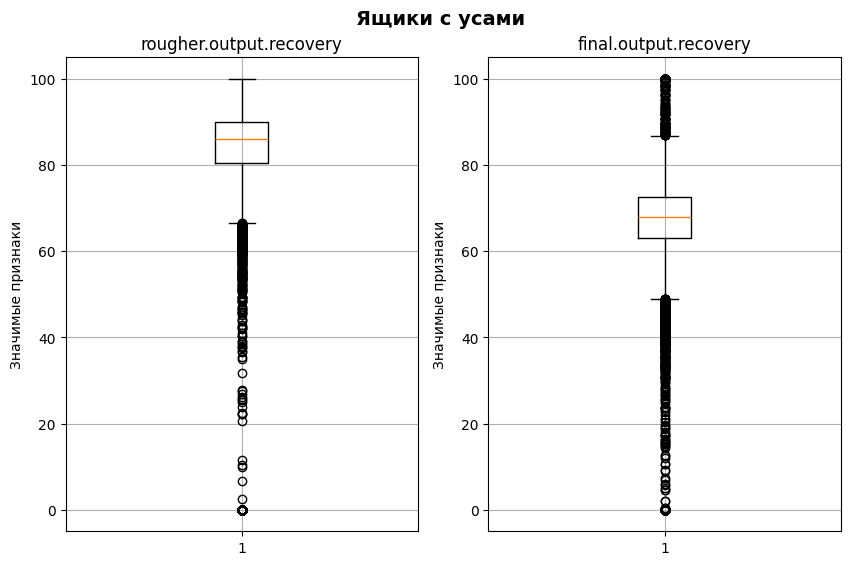 Ящики с усами
rougher.output.recovery
final.output.recovery
Значимые признаки
100
80
60
40
20
0
1
Значимые признаки
100
80
60
40
20
0
1